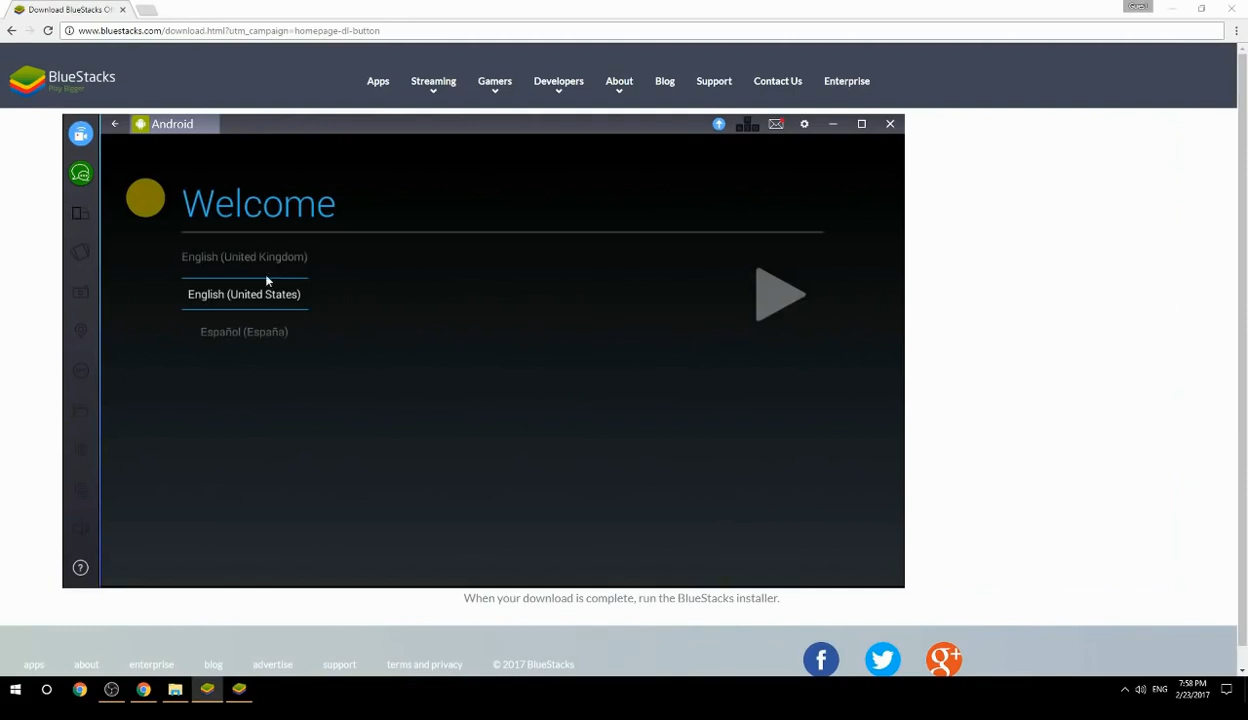 Download BlueStacks Of
Guest
www.bluestacks.com/download.html?utm_campaign=homepage-dl-button
BlueStacks
Play Bigger
Apps Streaming Gamers Developers About Blog Support Contact Us Enterprise
Android
Welcome
English (United Kingdom)
English (United States)
Español (España)
?
When your download is complete, run the BlueStacks installer.
apps about enterprise blog advertise support terms and privacy © 2017 BlueStacks
ENG
7:58 PM
2/23/2017